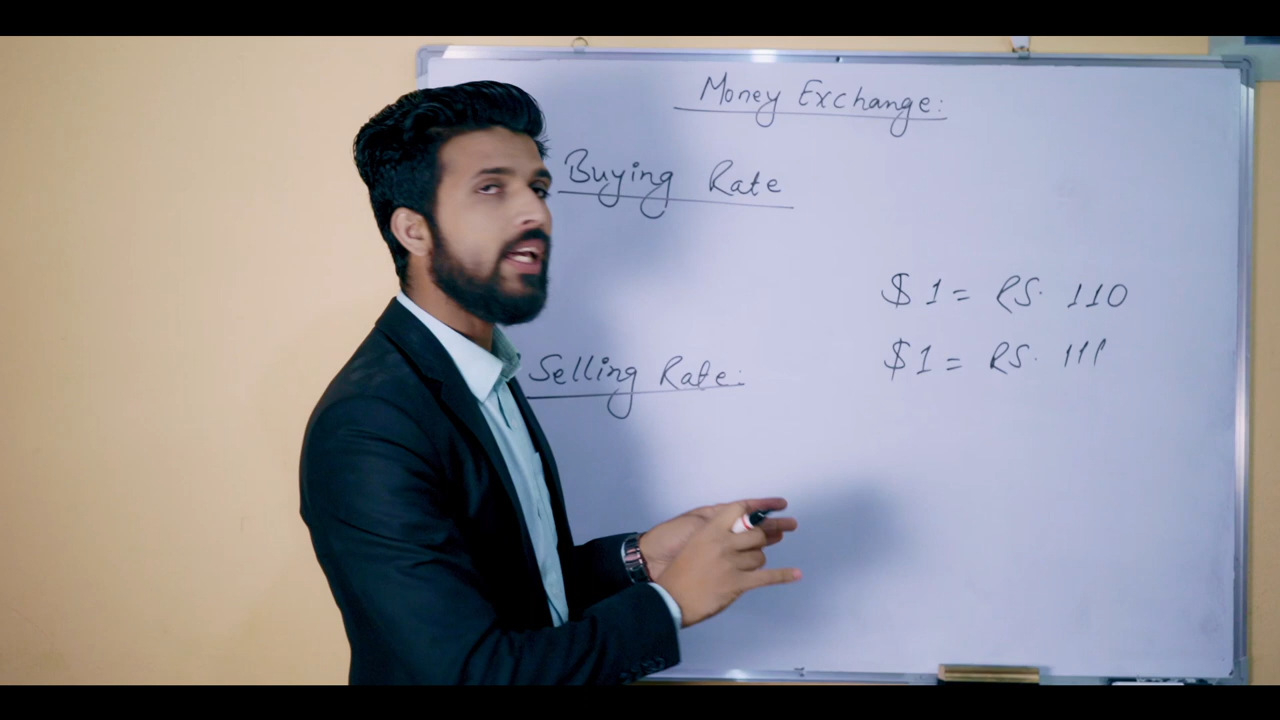 Money Exchange:
Buying Rate
$ 1 = RS. 110
$ 1 = RS. 111
Selling Rate: